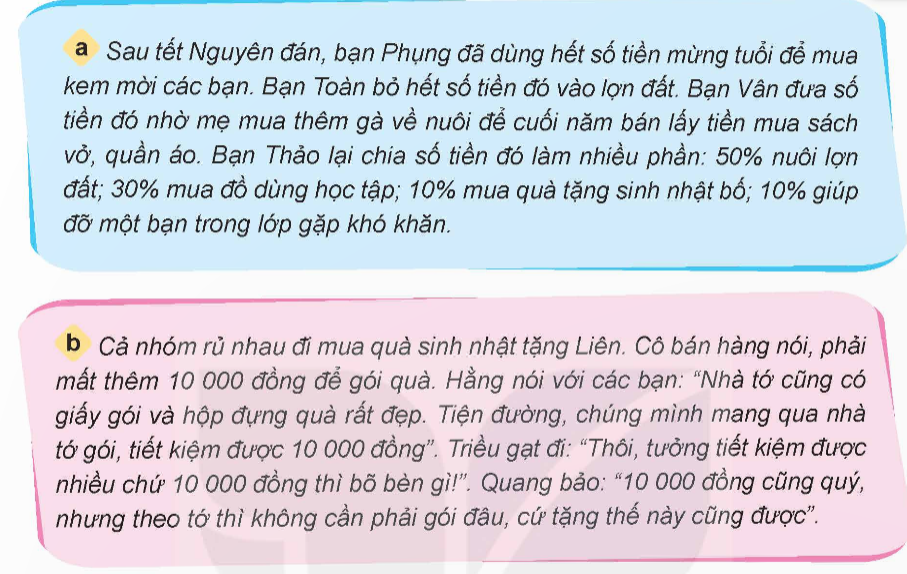 a Sau tết Nguyên đán, bạn Phụng đã dùng hết số tiền mừng tuổi để mua
kem mời các bạn. Bạn Toàn bỏ hết số tiền đó vào lợn đất. Bạn Vân đưa số
tiền đó nhờ mẹ mua thêm gà về nuôi để cuối năm bán lấy tiền mua sách
vở, quần áo. Bạn Thảo lại chia số tiền đó làm nhiều phần: 50% nuôi lợn
đất; 30% mua đồ dùng học tập; 10% mua quà tặng sinh nhật bố; 10% giúp
đỡ một bạn trong lớp gặp khó khăn.
b Cả nhóm rủ nhau đi mua quà sinh nhật tặng Liên. Cô bán hàng nói, phải
mất thêm 10 000 đồng để gói quà. Hằng nói với các bạn: “Nhà tớ cũng có
giấy gói và hộp đựng quà rất đẹp. Tiện đường, chúng mình mang qua nhà
tớ gói, tiết kiệm được 10 000 đồng”. Triều gạt đi: “Thôi, tưởng tiết kiệm được
nhiều chứ 10 000 đồng thì bõ bèn gì!”. Quang bảo: “10 000 đồng cũng quý,
nhưng theo tớ thì không cần phải gói đâu, cứ tặng thế này cũng được”.